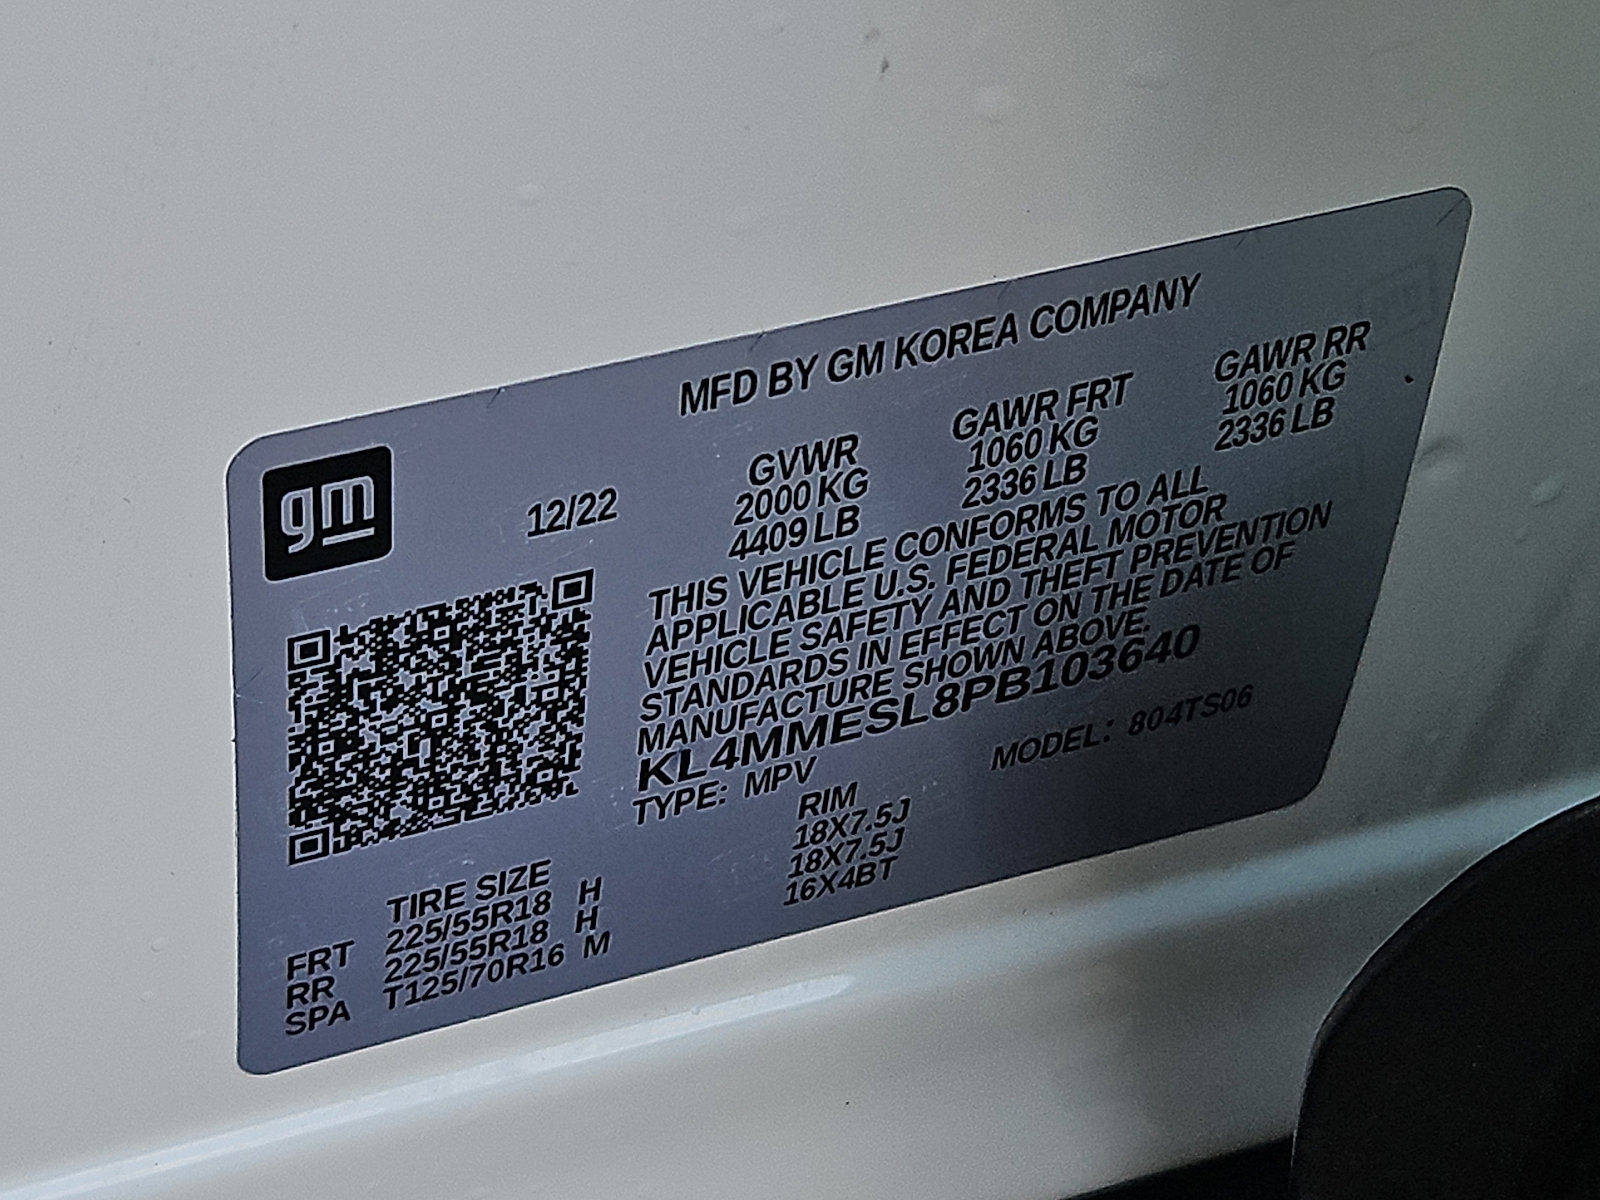 MFD BY GM KOREA COMPANY
gm
12/22
GVWR GAWR FRT GAWR RR
2000 KG 1060 KG 1060 KG
4409 LB 2336 LB 2336 LB
THIS VEHICLE CONFORMS TO ALL
APPLICABLE U.S. FEDERAL MOTOR
VEHICLE SAFETY AND THEFT PREVENTION
STANDARDS IN EFFECT ON THE DATE OF
MANUFACTURE SHOWN ABOVE.
KL4MMESL8PB103640
TYPE: MPV MODEL: 804TS06
TIRE SIZE RIM
FRT 225/55R18 H 18X7.5J
RR 225/55R18 H 18X7.5J
SPA T125/70R16 M 16X4BT